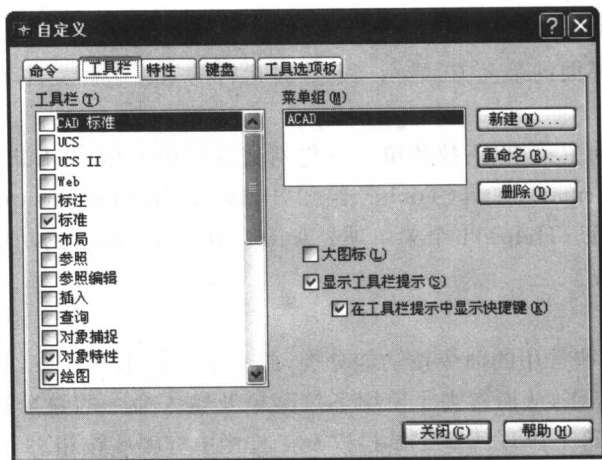 自定义
命令 工具栏 特性 键盘 工具选项板
工具栏(T)
CAD 标准
UCS
UCS II
Web
标注
标准
布局
参照
参照编辑
插入
查询
对象捕捉
对象特性
绘图
菜单组(M)
ACAD
新建(N)...
重命名(R)...
删除(D)
大图标(L)
显示工具栏提示(S)
在工具栏提示中显示快捷键(K)
关闭(C)
帮助(H)